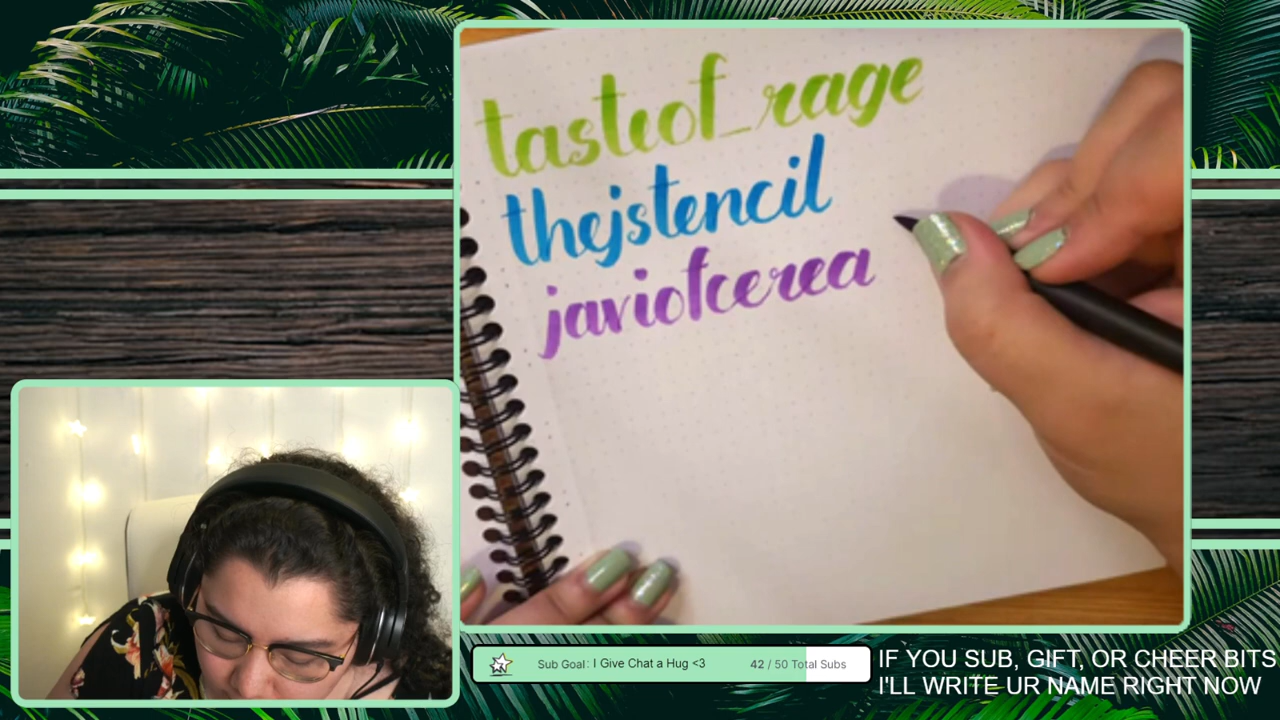 tasteof_rage
thejstencil
javiofcerea
Sub Goal: I Give Chat a Hug <3 42 / 50 Total Subs
IF YOU SUB, GIFT, OR CHEER BITS
I'LL WRITE UR NAME RIGHT NOW